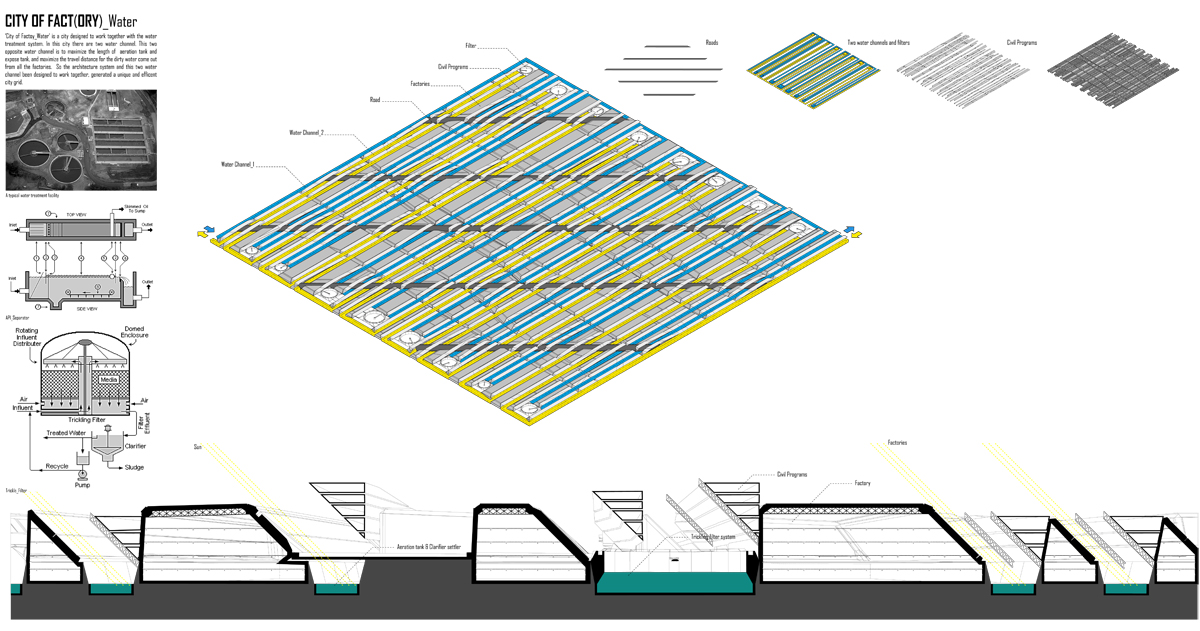 CITY OF FACT(ORY)_Water
'City of Factoy_Water' is a city designed to work together with the water
treatment system. In this city there are two water channel. This two
opposite water channel is to maximize the length of aeration tank and
expose tank, and maximize the travel distance for the dirty water come out
from all the factories. So the architecture system and this two water
channel been designed to work together, generated a unique and efficent
city grid.
A typical water treatment facility
TOP VIEW
Skimmed Oil
To Sump
Inlet
Outlet
Inlet
Outlet
SIDE VIEW
API_Separator
Rotating
Influent
Distributer
Domed
Enclosure
Media
Air
Air
Influent
Trickling Filter
Filter
Effluent
Treated Water
Clarifier
Recycle
Sludge
Pump
Trickle_Filter
Filter
Civil Programs
Factories
Road
Water Channel_2
Water Channel_1
Roads
Two water channels and filters
Civil Programs
Factories
Sun
Civil Programs
Factory
Aerotion tank & Clarifier settler
Trickling filter system